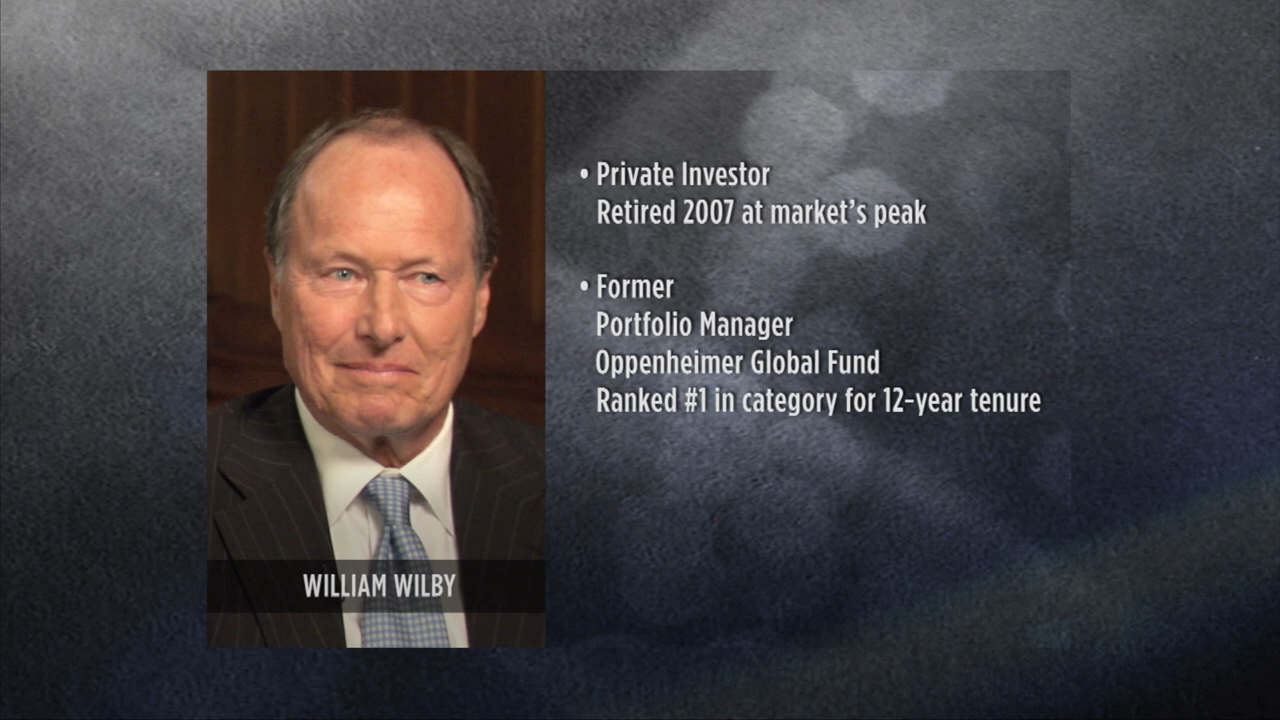 • Private Investor
Retired 2007 at market’s peak
• Former
Portfolio Manager
Oppenheimer Global Fund
Ranked #1 in category for 12-year tenure
WILLIAM WILBY